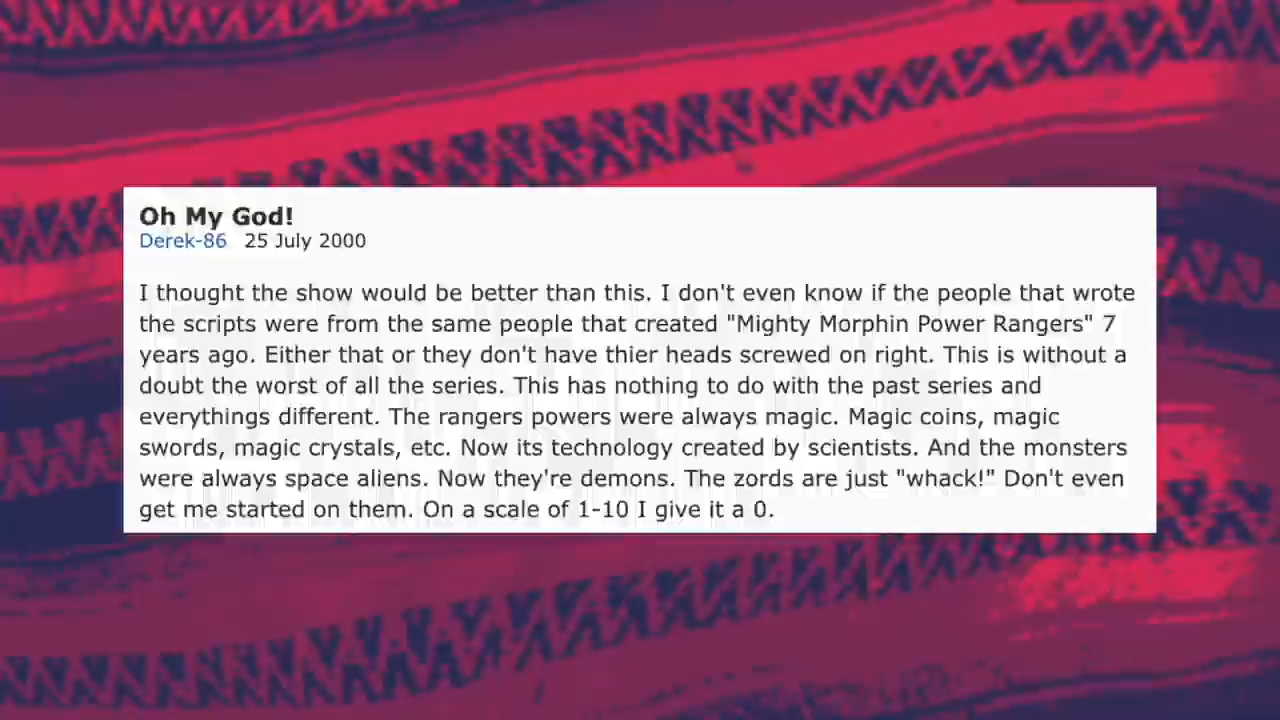 Oh My God!
Derek-86 25 July 2000
I thought the show would be better than this. I don't even know if the people that wrote
the scripts were from the same people that created "Mighty Morphin Power Rangers" 7
years ago. Either that or they don't have thier heads screwed on right. This is without a
doubt the worst of all the series. This has nothing to do with the past series and
everythings different. The rangers powers were always magic. Magic coins, magic
swords, magic crystals, etc. Now its technology created by scientists. And the monsters
were always space aliens. Now they're demons. The zords are just "whack!" Don't even
get me started on them. On a scale of 1-10 I give it a 0.